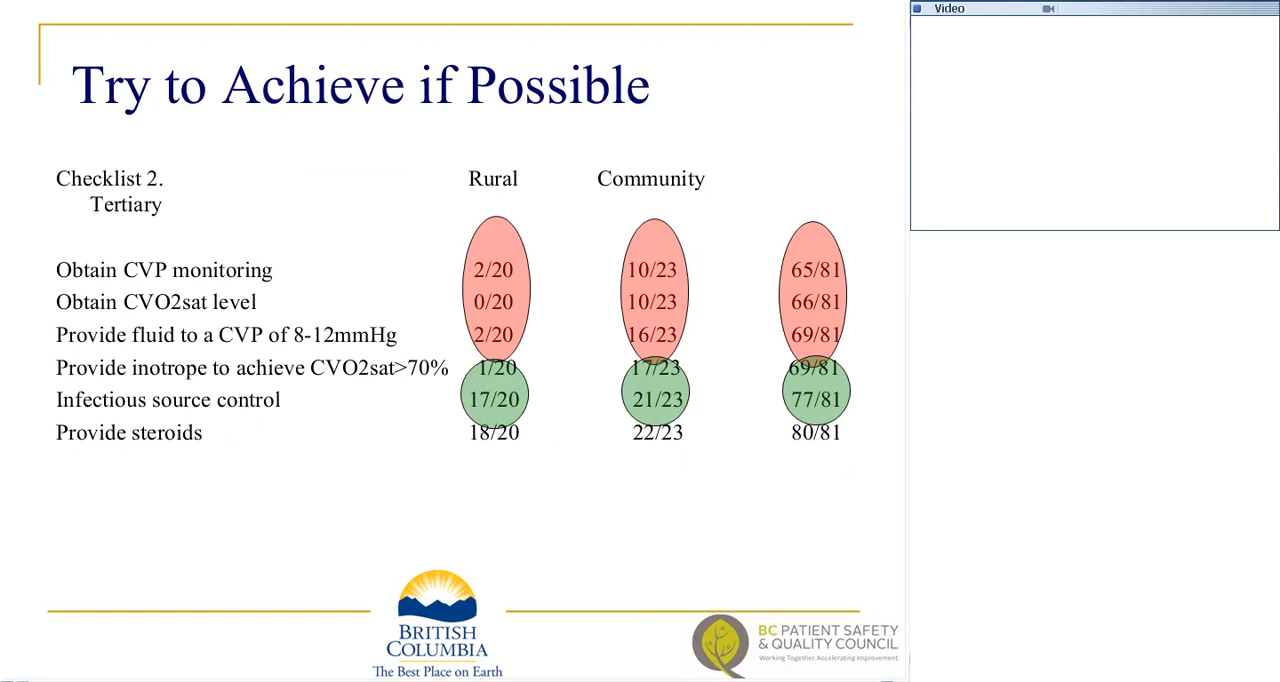 Video
Try to Achieve if Possible
Checklist 2. Rural Community
Tertiary
Obtain CVP monitoring 2/20 10/23 65/81
Obtain CVO2sat level 0/20 10/23 66/81
Provide fluid to a CVP of 8-12mmHg 2/20 16/23 69/81
Provide inotrope to achieve CVO2sat>70% 1/20 17/23 69/81
Infectious source control 17/20 21/23 77/81
Provide steroids 18/20 22/23 80/81
BRITISH
COLUMBIA
The Best Place on Earth
BC PATIENT SAFETY
& QUALITY COUNCIL
Working Together. Accelerating Improvement.